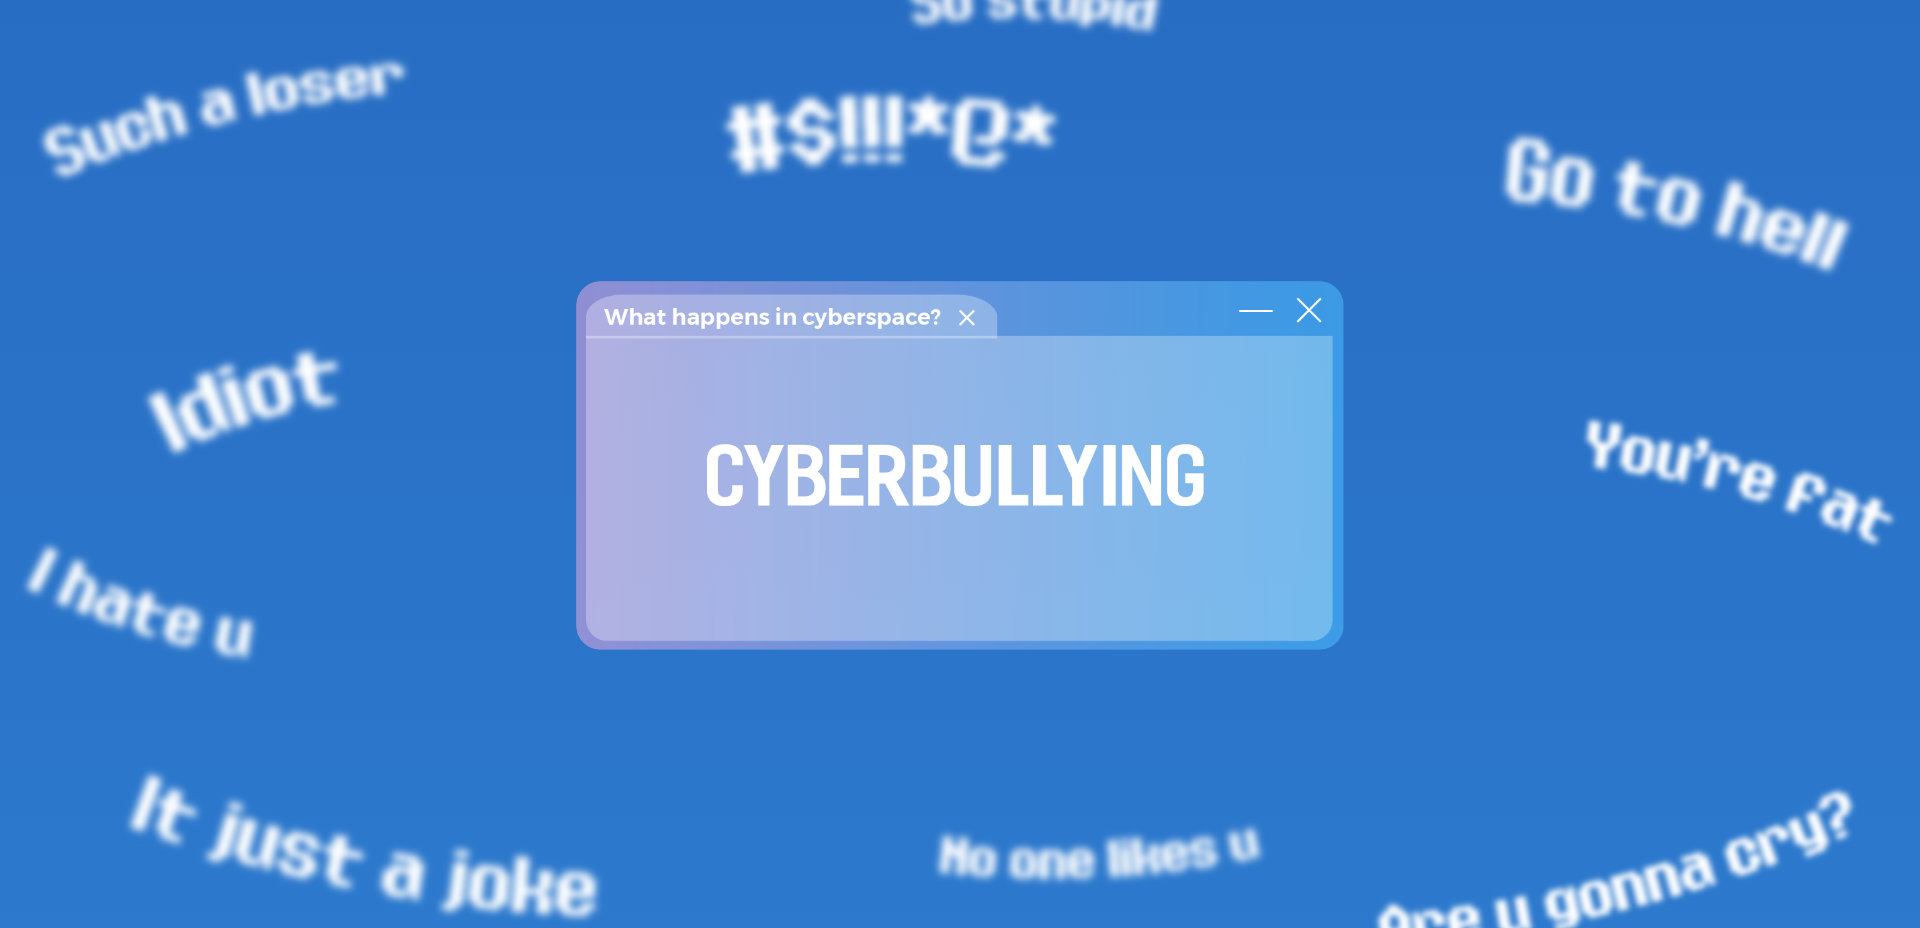 So stupid
Such a loser
#$!!!*@*
Go to hell
What happens in cyberspace?
Idiot
CYBERBULLYING
You're fat
I hate u
It just a joke
No one likes u
Are u gonna cry?